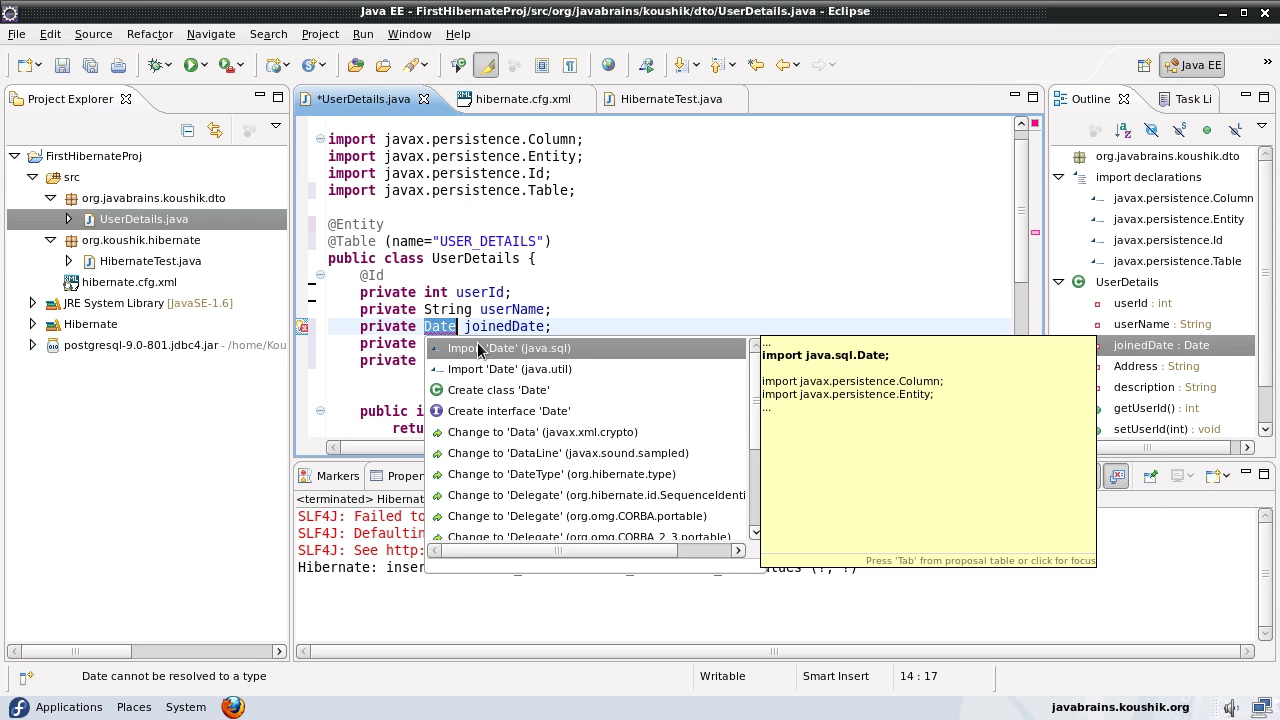 Java EE - FirstHibernateProj/src/org/javabrains/koushik/dto/UserDetails.java - Eclipse
File Edit Source Refactor Navigate Search Project Run Window Help
Java EE
Project Explorer
FirstHibernateProj
src
org.javabrains.koushik.dto
UserDetails.java
org.koushik.hibernate
HibernateTest.java
hibernate.cfg.xml
JRE System Library [JavaSE-1.6]
Hibernate
postgresql-9.0-801.jdbc4.jar - /home/Kou
*UserDetails.java hibernate.cfg.xml HibernateTest.java
import javax.persistence.Column;
import javax.persistence.Entity;
import javax.persistence.Id;
import javax.persistence.Table;
@Entity
@Table (name="USER_DETAILS")
public class UserDetails {
@Id
private int userId;
private String userName;
private Date joinedDate;
private
private
public i
retu
Import 'Date' (java.sql)
Import 'Date' (java.util)
Create class 'Date'
Create interface 'Date'
Change to 'Data' (javax.xml.crypto)
Change to 'DataLine' (javax.sound.sampled)
Change to 'DateType' (org.hibernate.type)
Change to 'Delegate' (org.hibernate.id.SequenceIdenti
Change to 'Delegate' (org.omg.CORBA.portable)
Change to 'Delegate' (org.omg.CORBA_2_3.portable)
...
import java.sql.Date;
import javax.persistence.Column;
import javax.persistence.Entity;
...
Press 'Tab' from proposal table or click for focus
Outline Task Li
org.javabrains.koushik.dto
import declarations
javax.persistence.Column
javax.persistence.Entity
javax.persistence.Id
javax.persistence.Table
UserDetails
userId : int
userName : String
joinedDate : Date
Address : String
description : String
getUserId() : int
setUserId(int) : void
Markers Proper
<terminated> Hibernat
SLF4J: Failed to
SLF4J: Defaultin
SLF4J: See http:
Hibernate: inser
Date cannot be resolved to a type Writable Smart Insert 14 : 17
Applications Places System javabrains.koushik.org